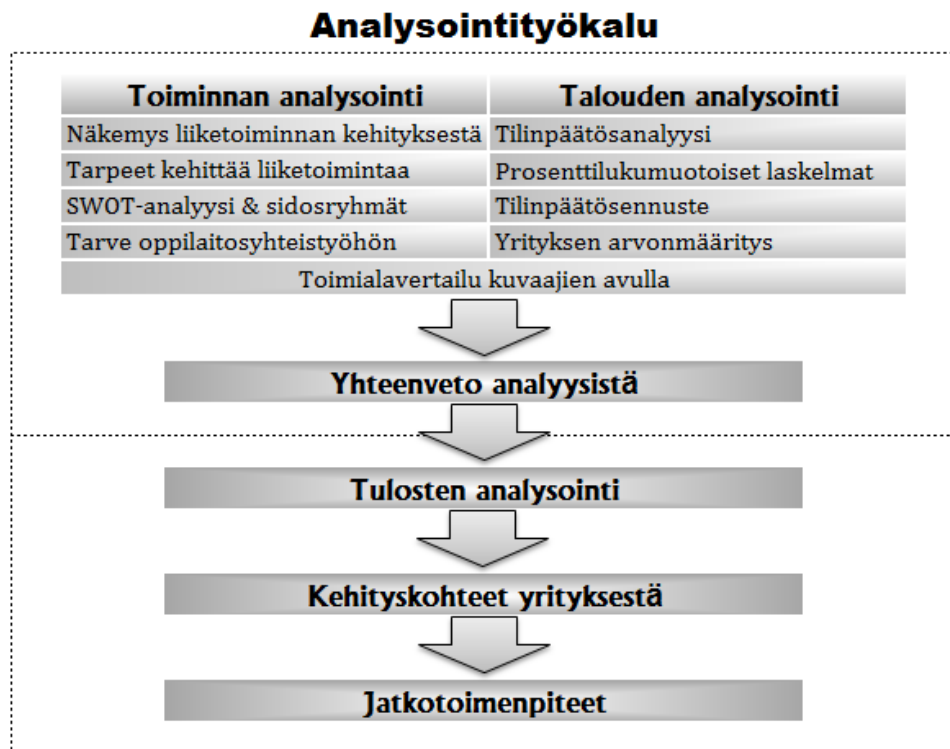 Analysointityökalu
Toiminnan analysointi
Talouden analysointi
Näkemys liiketoiminnan kehityksestä
Tilinpäätösanalyysi
Tarpeet kehittää liiketoimintaa
Prosenttilukumuotoiset laskelmat
SWOT-analyysi & sidosryhmät
Tilinpäätösennuste
Tarve oppilaitosyhteistyöhön
Yrityksen arvonmääritys
Toimialavertailu kuvaajien avulla
Yhteenveto analyysistä
Tulosten analysointi
Kehityskohteet yrityksestä
Jatkotoimenpiteet